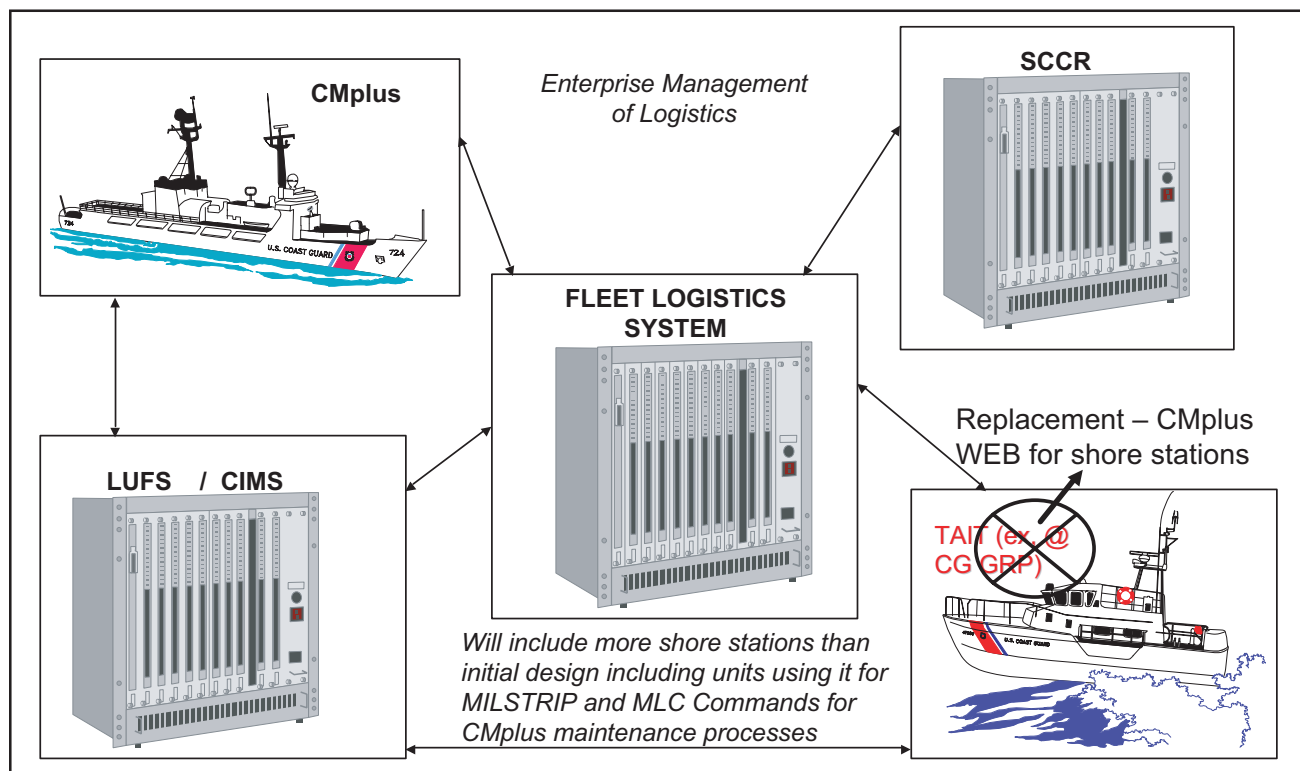 CMplus
724
U.S. COAST GUARD
724
Enterprise Management
of Logistics
SCCR
FLEET LOGISTICS
SYSTEM
LUFS / CIMS
Replacement – CMplus
WEB for shore stations
TAIT (ex. @
CG GRP)
U.S. COAST GUARD
Will include more shore stations than
initial design including units using it for
MILSTRIP and MLC Commands for
CMplus maintenance processes